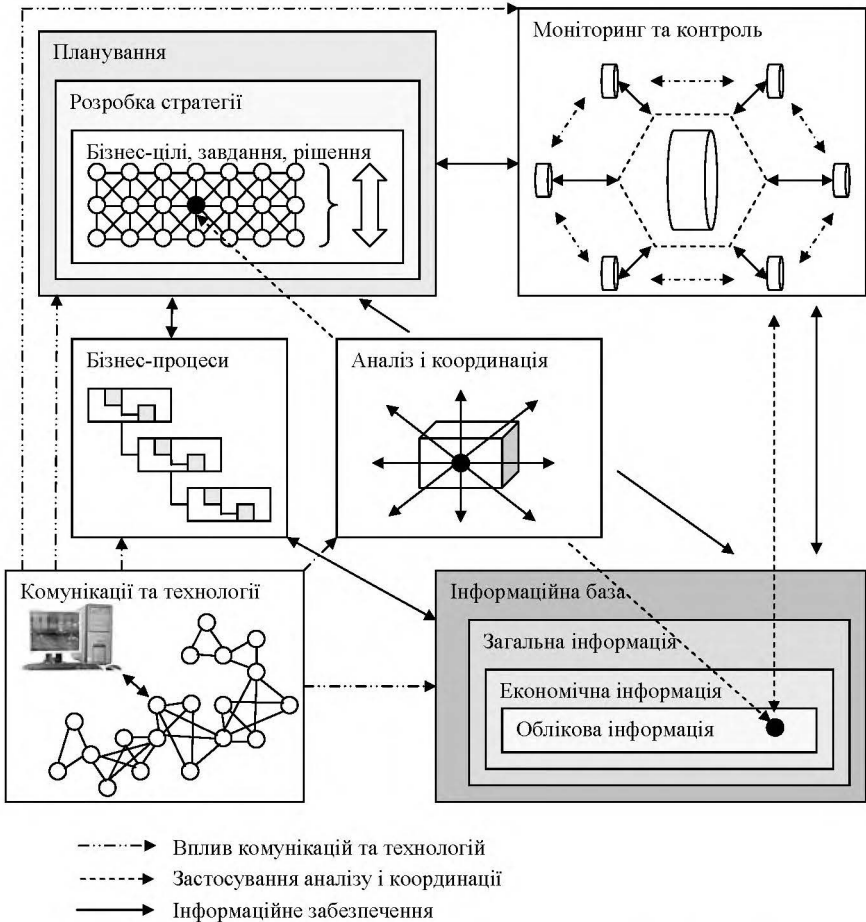 Планування
Моніторинг та контроль
Розробка стратегії
Бізнес-цілі, завдання, рішення
Бізнес-процеси
Аналіз і координація
Комунікації та технології
Інформаційна база
Загальна інформація
Економічна інформація
Облікова інформація
Вплив комунікацій та технологій
Застосування аналізу і координації
Інформаційне забезпечення